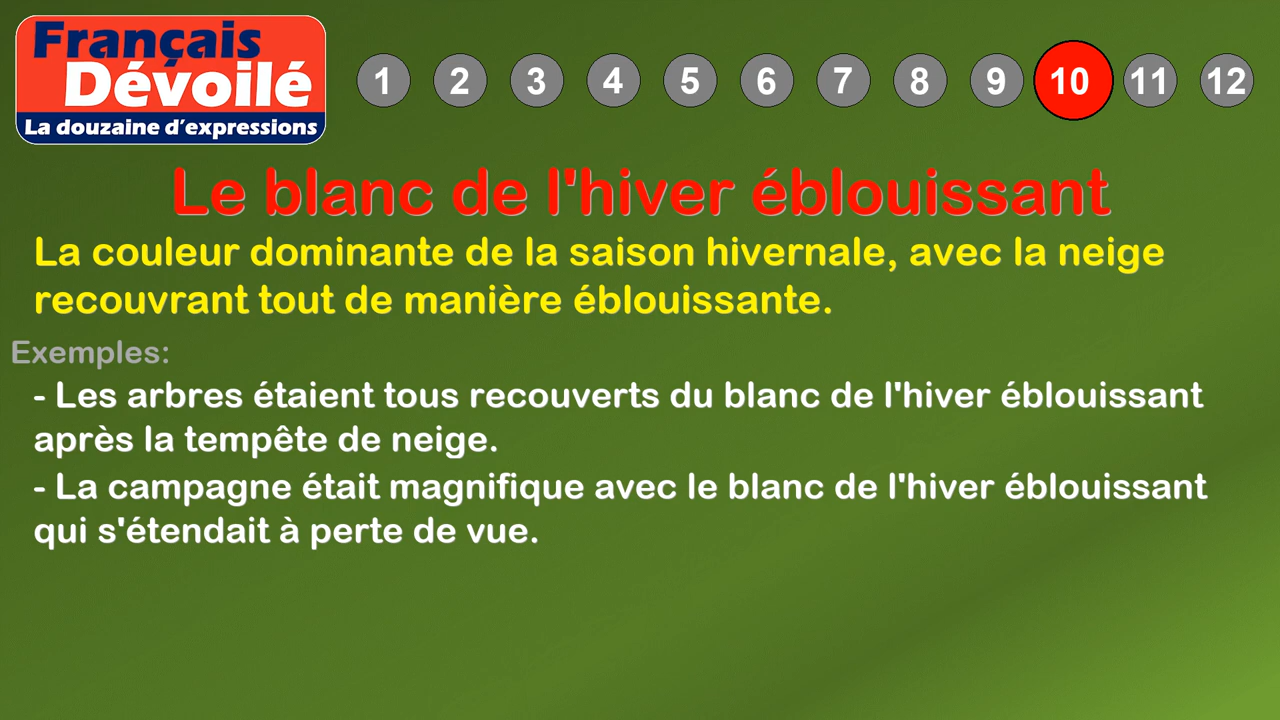 Français
Dévoilé
La douzaine d'expressions
1 2 3 4 5 6 7 8 9 10 11 12
Le blanc de l'hiver éblouissant
La couleur dominante de la saison hivernale, avec la neige
recouvrant tout de manière éblouissante.
Exemples:
- Les arbres étaient tous recouverts du blanc de l'hiver éblouissant
après la tempête de neige.
- La campagne était magnifique avec le blanc de l'hiver éblouissant
qui s'étendait à perte de vue.